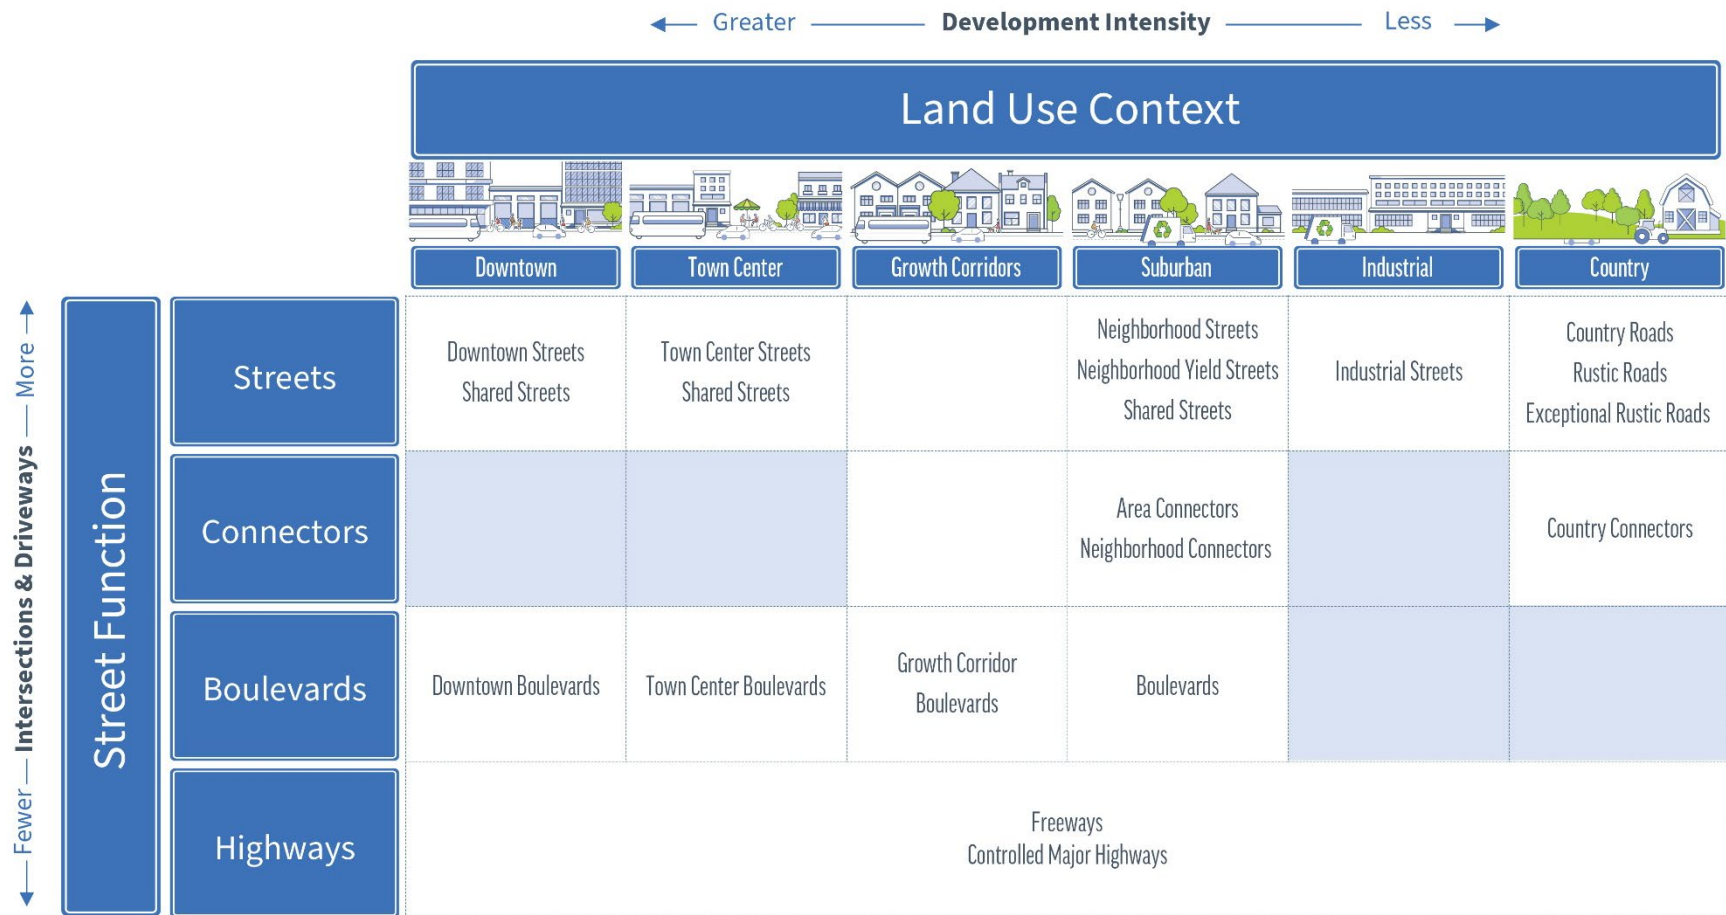 Greater Development Intensity Less
Land Use Context
Downtown Town Center Growth Corridors Suburban Industrial Country
Fewer Intersections & Driveways More
Street Function
Streets
Downtown Streets
Shared Streets
Town Center Streets
Shared Streets
Neighborhood Streets
Neighborhood Yield Streets
Shared Streets
Industrial Streets
Country Roads
Rustic Roads
Exceptional Rustic Roads
Connectors
Area Connectors
Neighborhood Connectors
Country Connectors
Boulevards
Downtown Boulevards
Town Center Boulevards
Growth Corridor
Boulevards
Boulevards
Highways
Freeways
Controlled Major Highways